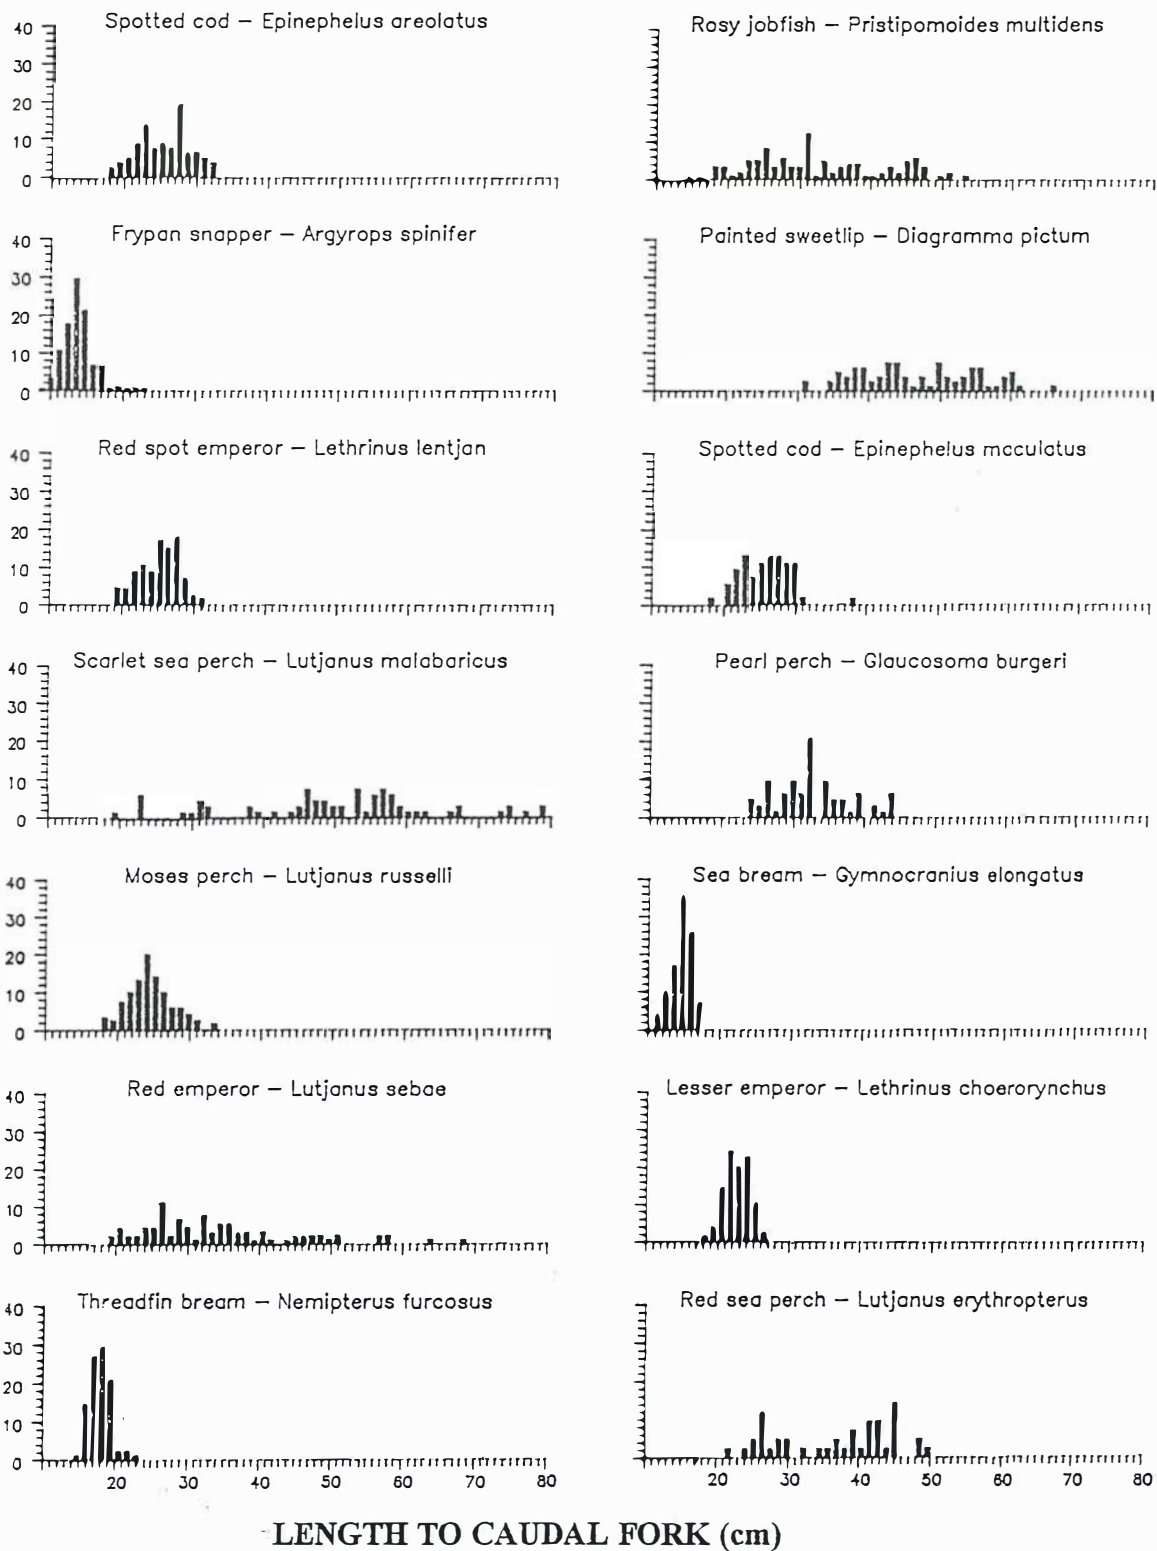 Spotted cod – Epinephelus areolatus
40
30
20
10
0
Rosy jobfish – Pristipomoides multidens
Frypan snapper – Argyrops spinifer
40
30
20
10
0
Painted sweetlip – Diagramma pictum
Red spot emperor – Lethrinus lentjan
40
30
20
10
0
Spotted cod – Epinephelus maculatus
Scarlet sea perch – Lutjanus malabaricus
40
30
20
10
0
Pearl perch – Glaucosoma burgeri
Moses perch – Lutjanus russelli
40
30
20
10
0
Sea bream – Gymnocranius elongatus
Red emperor – Lutjanus sebae
40
30
20
10
0
Lesser emperor – Lethrinus choerorynchus
Threadfin bream – Nemipterus furcosus
40
30
20
10
0
20 30 40 50 60 70 80
Red sea perch – Lutjanus erythropterus
20 30 40 50 60 70 80
LENGTH TO CAUDAL FORK (cm)